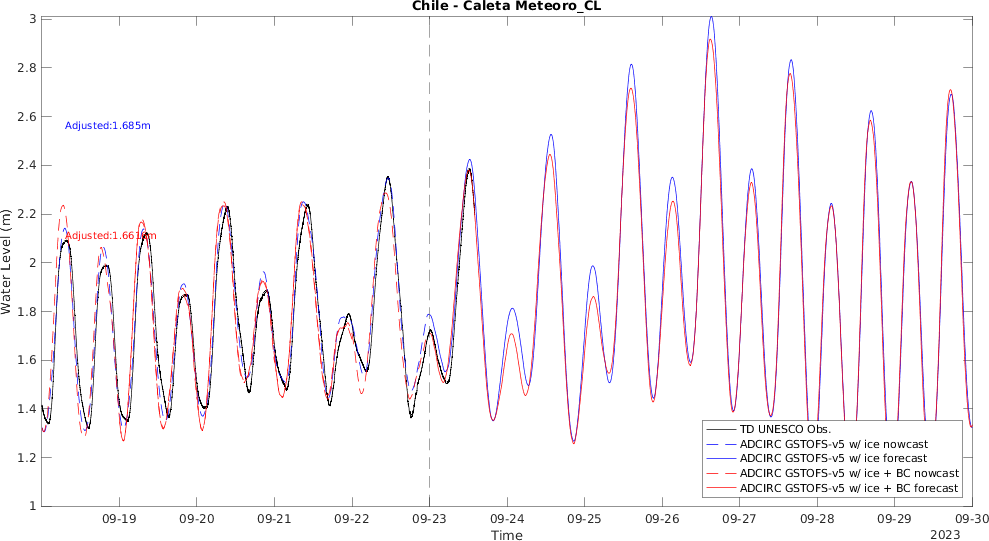 Chile - Caleta Meteoro_CL
3
2.8
2.6
2.4
2.2
2
1.8
1.6
1.4
1.2
1
Water Level (m)
Adjusted:1.685m
Adjusted:1.661m
TD UNESCO Obs.
ADCIRC GSTOFS-v5 w/ ice nowcast
ADCIRC GSTOFS-v5 w/ ice forecast
ADCIRC GSTOFS-v5 w/ ice + BC nowcast
ADCIRC GSTOFS-v5 w/ ice + BC forecast
09-19 09-20 09-21 09-22 09-23 09-24 09-25 09-26 09-27 09-28 09-29 09-30
Time
2023